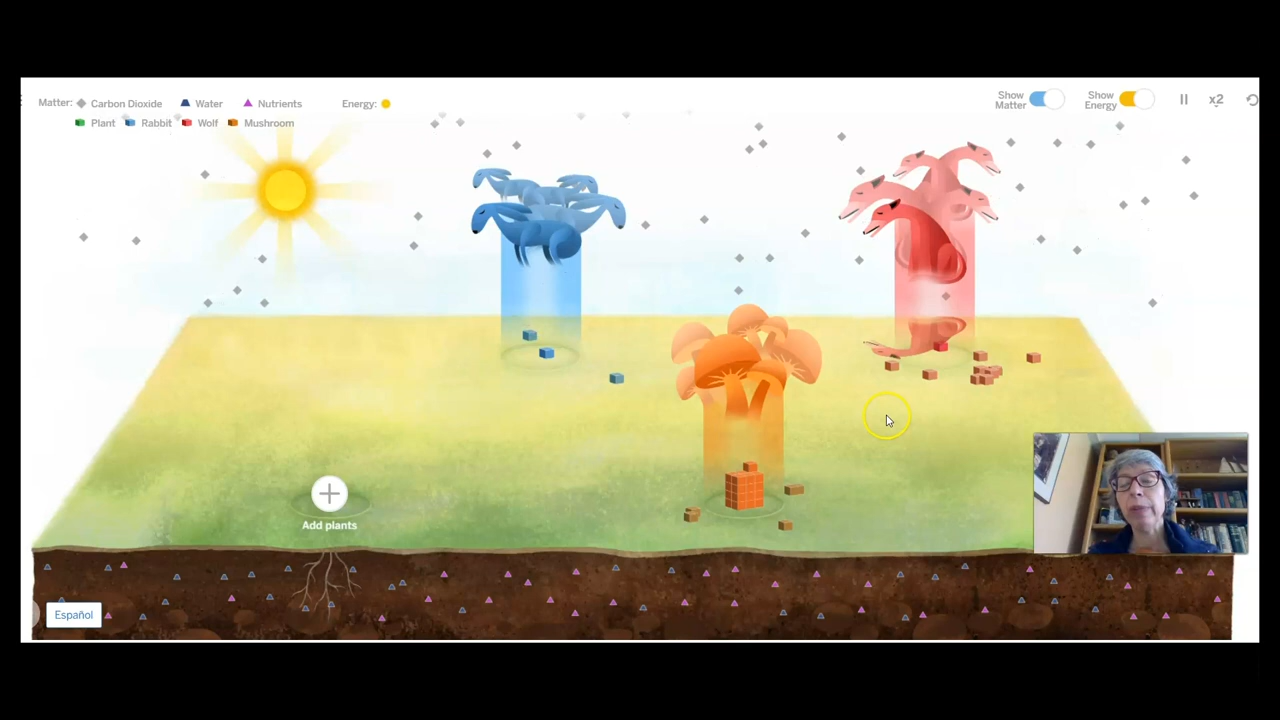 Matter: Carbon Dioxide Water Nutrients Energy:
Plant Rabbit Wolf Mushroom
Show Matter
Show Energy
x2
Add plants
Español